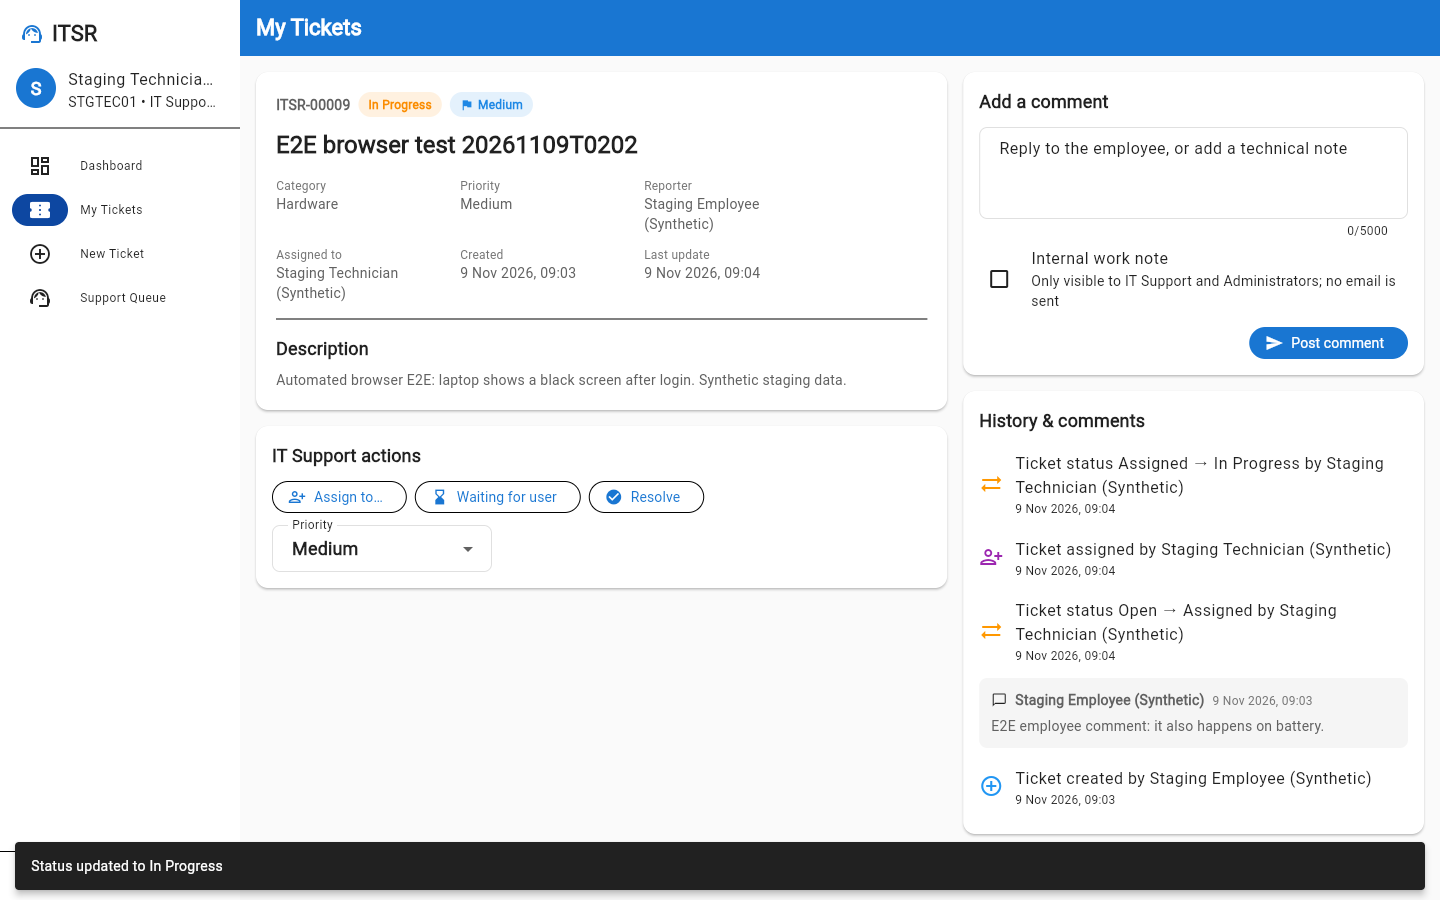 ITSR
S
Staging Technicia…
STGTEC01 • IT Suppo…
Dashboard
My Tickets
New Ticket
Support Queue
My Tickets
ITSR-00009
In Progress
Medium
E2E browser test 20261109T0202
Category
Hardware
Priority
Medium
Reporter
Staging Employee
(Synthetic)
Assigned to
Staging Technician
(Synthetic)
Created
9 Nov 2026, 09:03
Last update
9 Nov 2026, 09:04
Description
Automated browser E2E: laptop shows a black screen after login. Synthetic staging data.
IT Support actions
Assign to…
Waiting for user
Resolve
Priority
Medium
Add a comment
Reply to the employee, or add a technical note
0/5000
Internal work note
Only visible to IT Support and Administrators; no email is
sent
Post comment
History & comments
Ticket status Assigned → In Progress by Staging
Technician (Synthetic)
9 Nov 2026, 09:04
Ticket assigned by Staging Technician (Synthetic)
9 Nov 2026, 09:04
Ticket status Open → Assigned by Staging
Technician (Synthetic)
9 Nov 2026, 09:04
Staging Employee (Synthetic) 9 Nov 2026, 09:03
E2E employee comment: it also happens on battery.
Ticket created by Staging Employee (Synthetic)
9 Nov 2026, 09:03
Status updated to In Progress